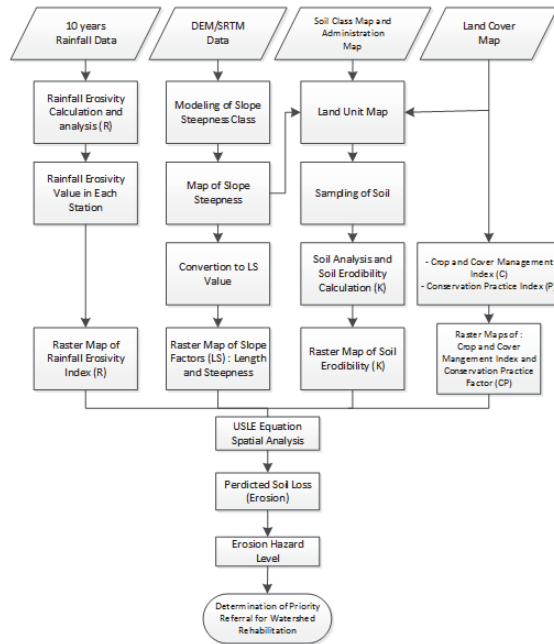 10 years
Rainfall Data
DEM/SRTM
Data
Soil Class Map and
Administration
Map
Land Cover
Map
Rainfall Erosivity
Calculation and
analysis (R)
Modeling of Slope
Steepness Class
Land Unit Map
Rainfall Erosivity
Value in Each
Station
Map of Slope
Steepness
Sampling of Soil
Convertion to LS
Value
Soil Analysis and
Soil Erodibility
Calculation (K)
- Crop and Cover Management
Index (C)
- Conservation Practice Index (P)
Raster Map of
Rainfall Erosivity
Index (R)
Raster Map of Slope
Factors (LS) : Length
and Steepness
Raster Map of Soil
Erodibility (K)
Raster Maps of :
Crop and Cover
Mangement Index and
Conservation Practice
Factor (CP)
USLE Equation
Spatial Analysis
Perdicted Soil Loss
(Erosion)
Erosion Hazard
Level
Determination of Priority
Referral for Watershed
Rehabilitation